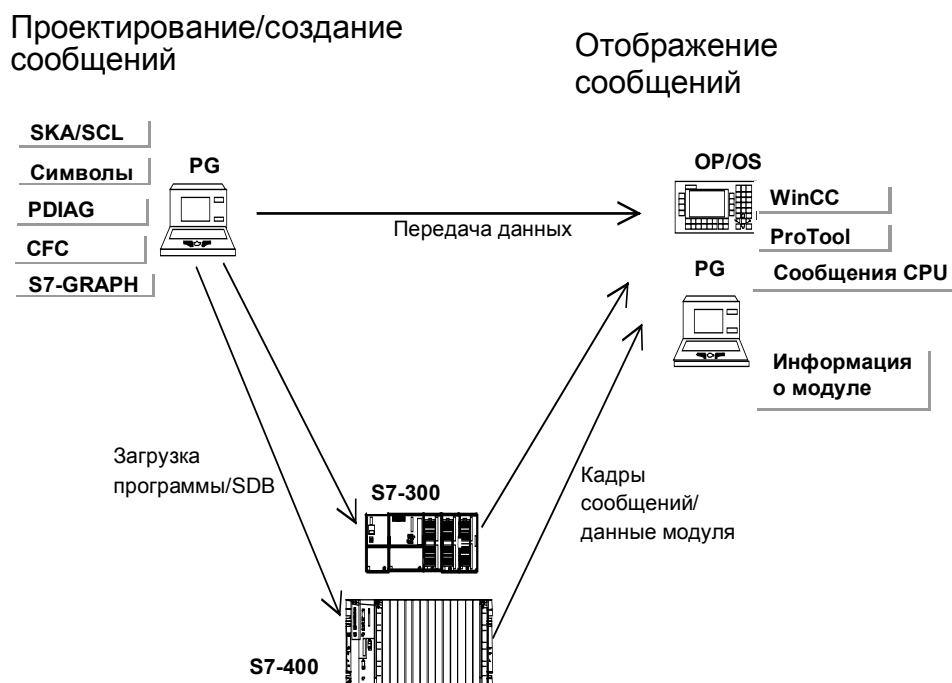 Проектирование/создание
сообщений
Отображение
сообщений
SKA/SCL
Символы
PDIAG
CFC
S7-GRAPH
PG
Передача данных
OP/OS
WinCC
ProTool
PG
Сообщения CPU
Информация
о модуле
Загрузка
программы/SDB
S7-300
Кадры
сообщений/
данные модуля
S7-400